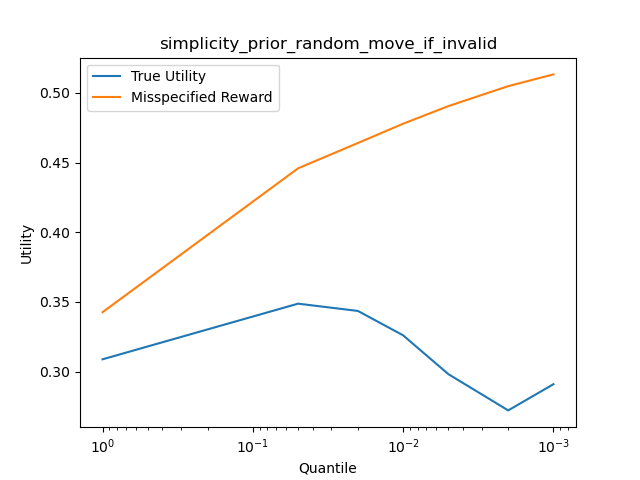 simplicity_prior_random_move_if_invalid
True Utility
Misspecified Reward
Utility
0.50
0.45
0.40
0.35
0.30
10⁰
10⁻¹
10⁻²
10⁻³
Quantile